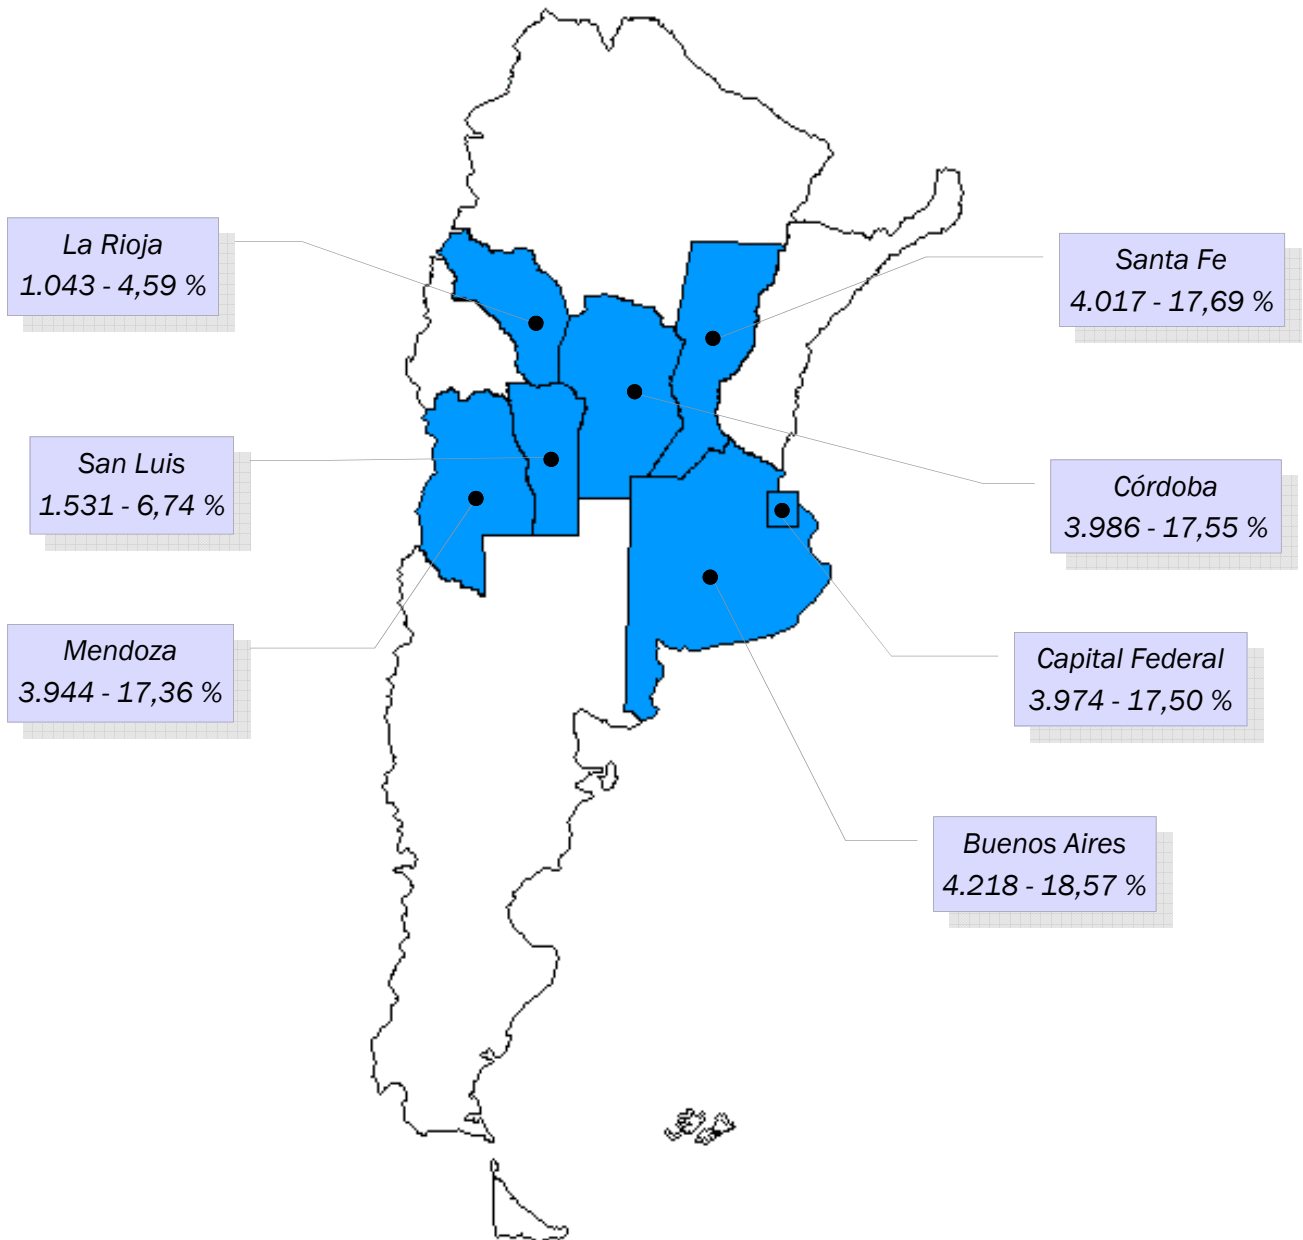 La Rioja
1.043 - 4,59 %
Santa Fe
4.017 - 17,69 %
San Luis
1.531 - 6,74 %
Córdoba
3.986 - 17,55 %
Mendoza
3.944 - 17,36 %
Capital Federal
3.974 - 17,50 %
Buenos Aires
4.218 - 18,57 %